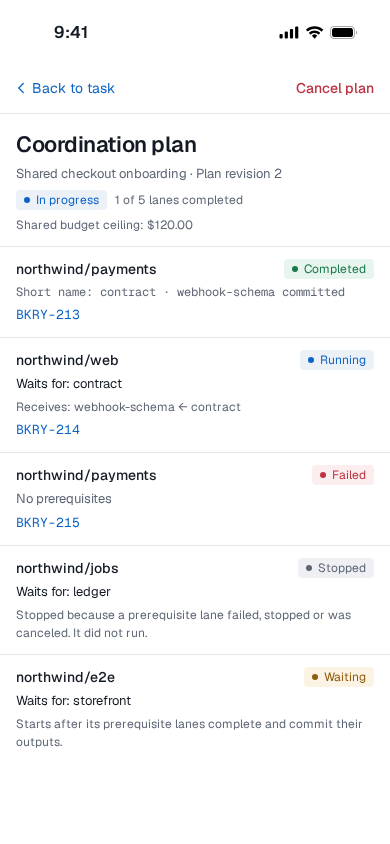 9:41
Back to task
Cancel plan
Coordination plan
Shared checkout onboarding · Plan revision 2
In progress
1 of 5 lanes completed
Shared budget ceiling: $120.00
northwind/payments
Completed
Short name: contract · webhook-schema committed
BKRY-213
northwind/web
Running
Waits for: contract
Receives: webhook-schema ← contract
BKRY-214
northwind/payments
Failed
No prerequisites
BKRY-215
northwind/jobs
Stopped
Waits for: ledger
Stopped because a prerequisite lane failed, stopped or was
canceled. It did not run.
northwind/e2e
Waiting
Waits for: storefront
Starts after its prerequisite lanes complete and commit their
outputs.